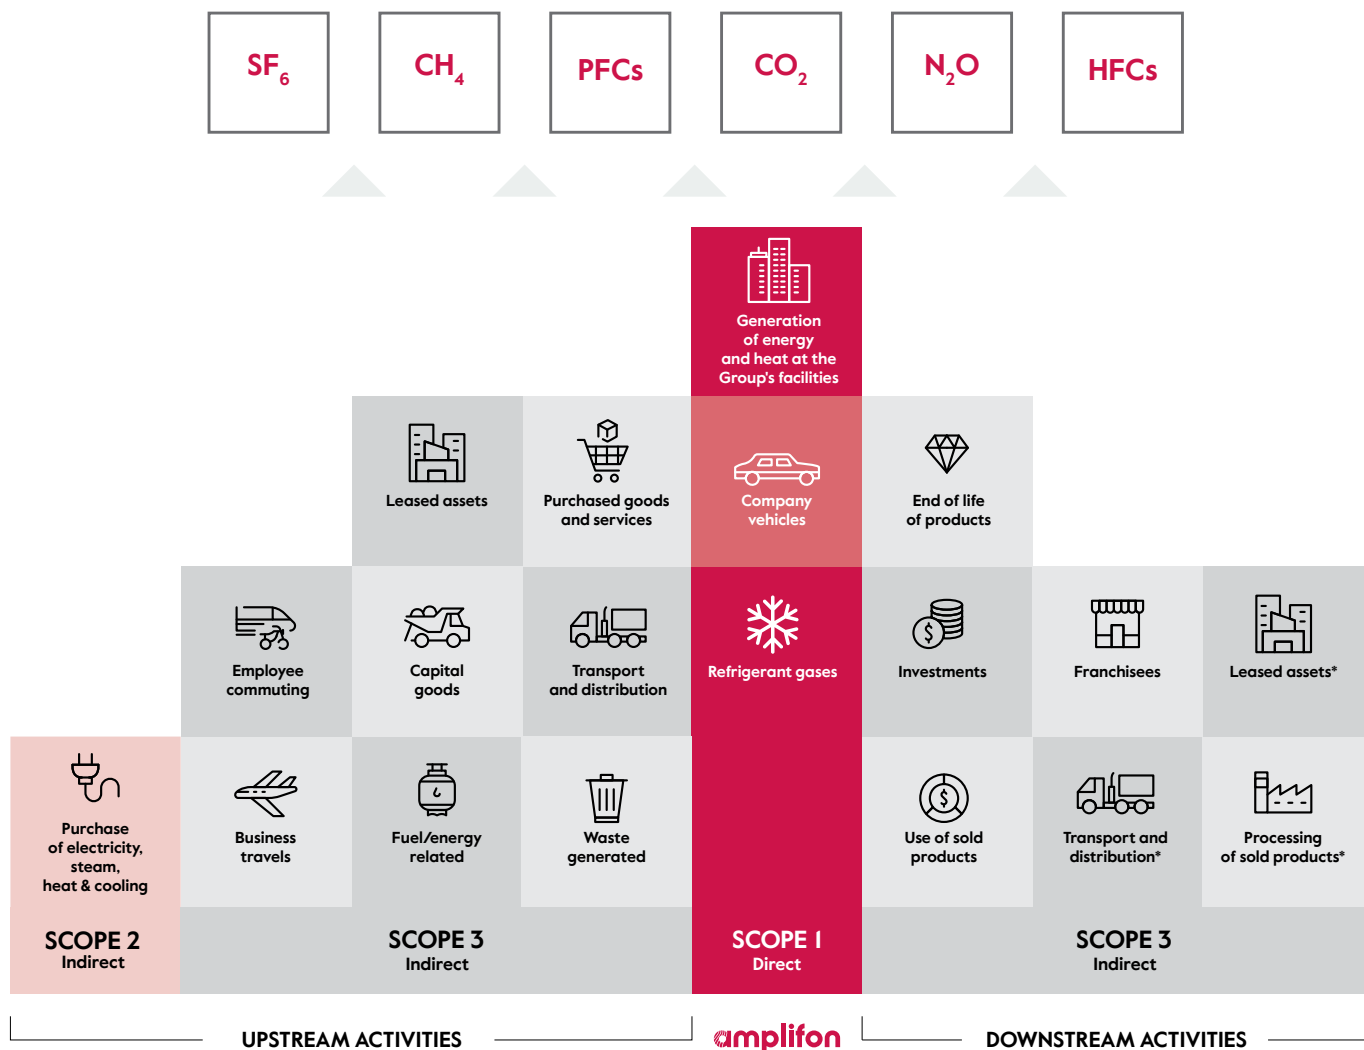 SF₆
CH₄
PFCs
CO₂
N₂O
HFCs
Generation
of energy
and heat at the
Group's facilities
Leased assets
Purchased goods
and services
Company
vehicles
End of life
of products
Employee
commuting
Capital
goods
Transport
and distribution
Refrigerant gases
Investments
Franchisees
Leased assets*
Purchase
of electricity,
steam,
heat & cooling
Business
travels
Fuel/energy
related
Waste
generated
Use of sold
products
Transport and
distribution*
Processing
of sold products*
SCOPE 2
Indirect
SCOPE 3
Indirect
SCOPE 1
Direct
SCOPE 3
Indirect
UPSTREAM ACTIVITIES
amplifon
DOWNSTREAM ACTIVITIES